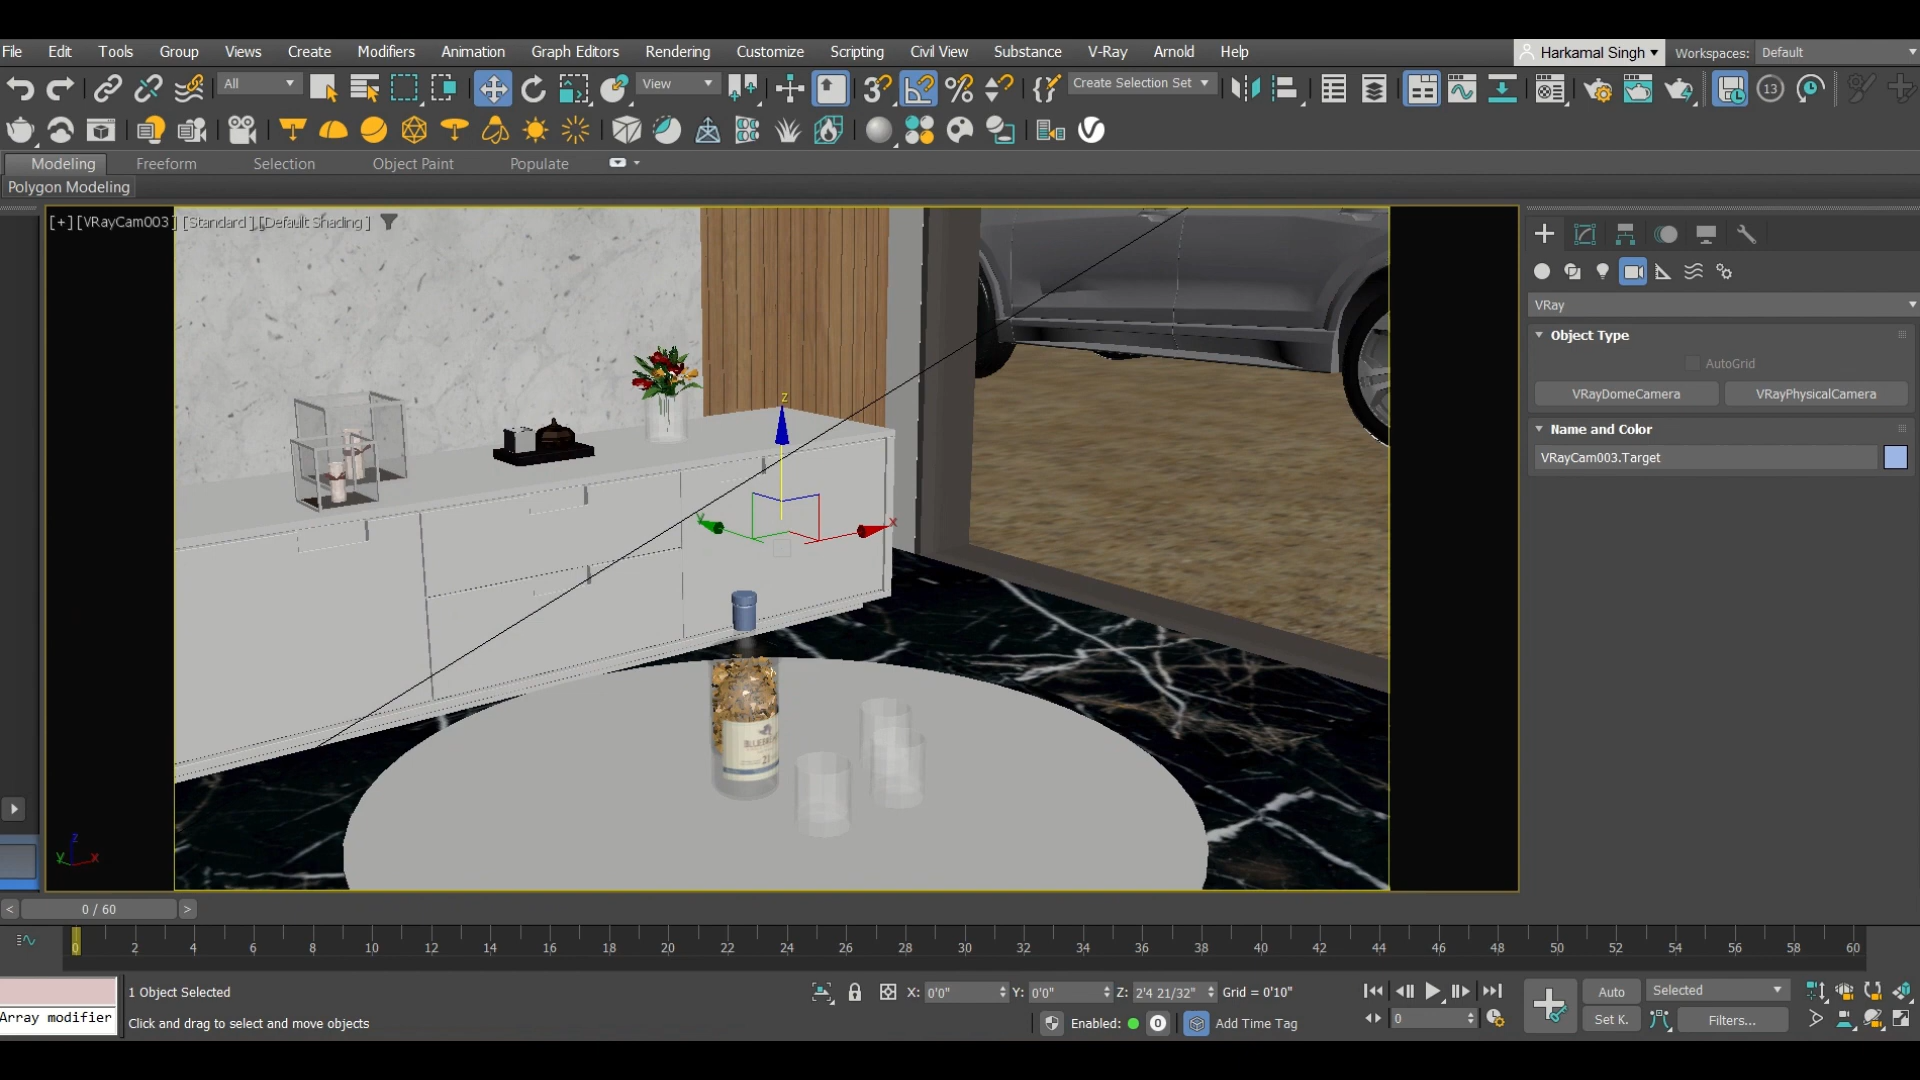 File Edit Tools Group Views Create Modifiers Animation Graph Editors Rendering Customize Scripting Civil View Substance V-Ray Arnold Help Harkamal Singh Workspaces: Default
All View Create Selection Set 13
Modeling Freeform Selection Object Paint Populate
Polygon Modeling
[+] [VRayCam003] [Standard] [Default Shading]
VRay
Object Type
AutoGrid
VRayDomeCamera VRayPhysicalCamera
Name and Color
VRayCam003.Target
z
y x
21
z
y x
< 0 / 60 >
0 2 4 6 8 10 12 14 16 18 20 22 24 26 28 30 32 34 36 38 40 42 44 46 48 50 52 54 56 58 60
1 Object Selected X: 0'0" Y: 0'0" Z: 2'4 21/32" Grid = 0'10" Auto Selected
Array modifier Click and drag to select and move objects Enabled: 0 Add Time Tag 0 Set K. Filters...